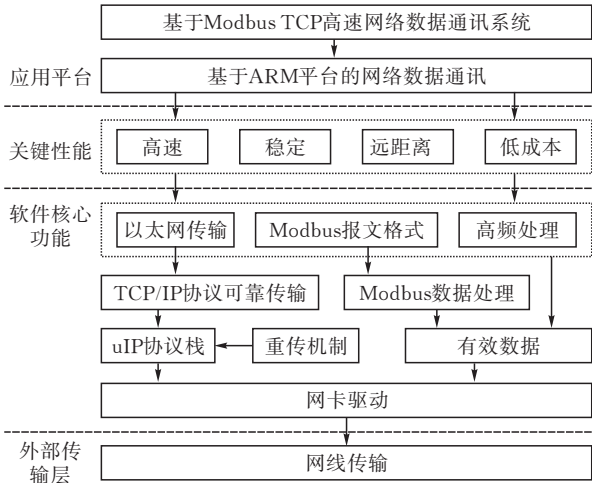 基于Modbus TCP高速网络数据通讯系统
应用平台
基于ARM平台的网络数据通讯
关键性能
高速
稳定
远距离
低成本
软件核心
功能
以太网传输
Modbus报文格式
高频处理
TCP/IP协议可靠传输
Modbus数据处理
uIP协议栈
重传机制
有效数据
网卡驱动
外部传
输层
网线传输